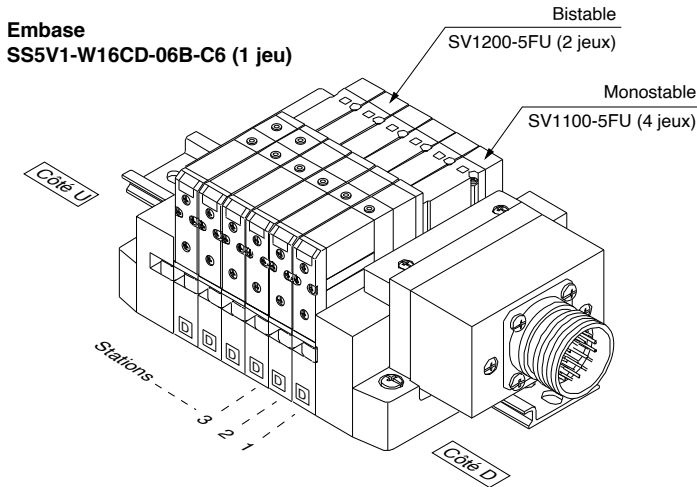 Embase
SS5V1-W16CD-06B-C6 (1 jeu)
Bistable
SV1200-5FU (2 jeux)
Monostable
SV1100-5FU (4 jeux)
Côté U
D D D D D D
Stations
3
2
1
Côté D